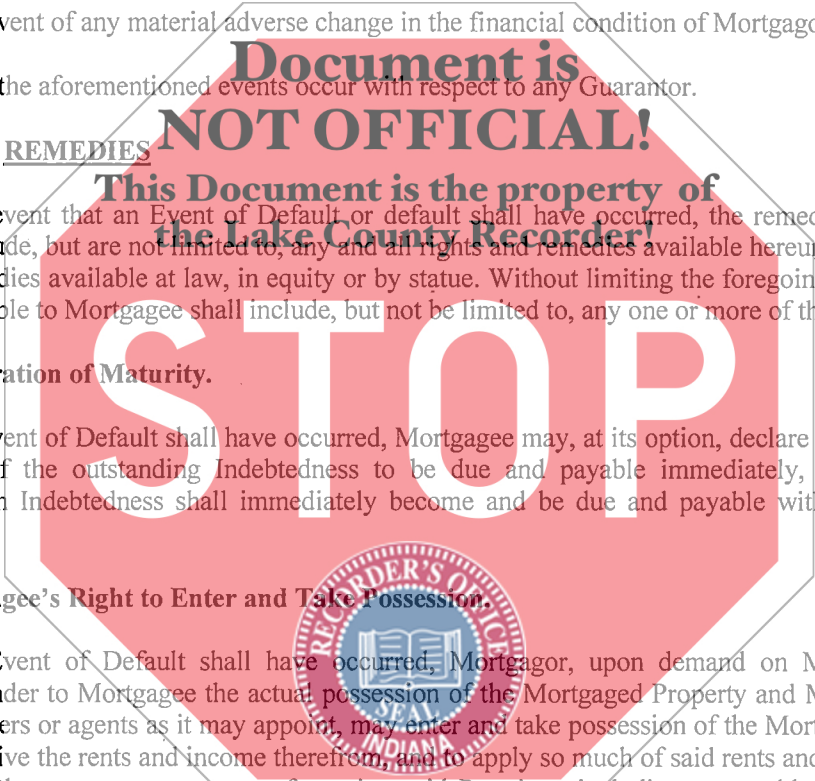 vent of any material adverse change in the financial condition of Mortgago
Document is
the aforementioned events occur with respect to any Guarantor.
NOT OFFICIAL!
REMEDIES
This Document is the property of
event that an Event of Default or default shall have occurred, the remed
the Lake County Recorder!
de, but are not limited to, any and all rights and remedies available hereun
dies available at law, in equity or by statue. Without limiting the foregoin
ble to Mortgagee shall include, but not be limited to, any one or more of th
STOP
ation of Maturity.
ent of Default shall have occurred, Mortgagee may, at its option, declare
f the outstanding Indebtedness to be due and payable immediately,
n Indebtedness shall immediately become and be due and payable with
gee's Right to Enter and Take Possession.
RECORDER'S OFFICE
Event of Default shall have occurred, Mortgagor, upon demand on M
der to Mortgagee the actual possession of the Mortgaged Property and M
SEAL
ers or agents as it may appoint, may enter and take possession of the Mort
INDIANA
ive the rents and income therefrom, and to apply so much of said rents and